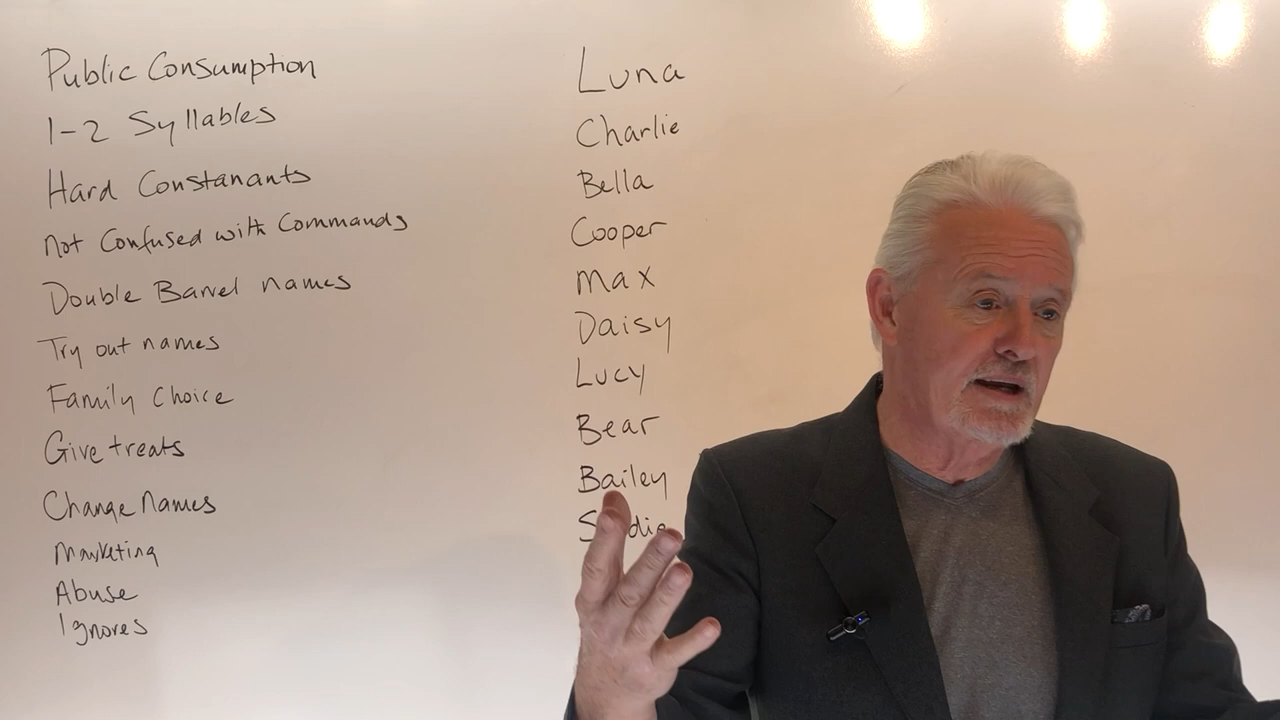 Public Consumption
1-2 Syllables
Hard Constanants
Not Confused with Commands
Double Barrel names
Try out names
Family Choice
Give treats
Change Names
Marketing
Abuse
Ignores
Luna
Charlie
Bella
Cooper
Max
Daisy
Lucy
Bear
Bailey